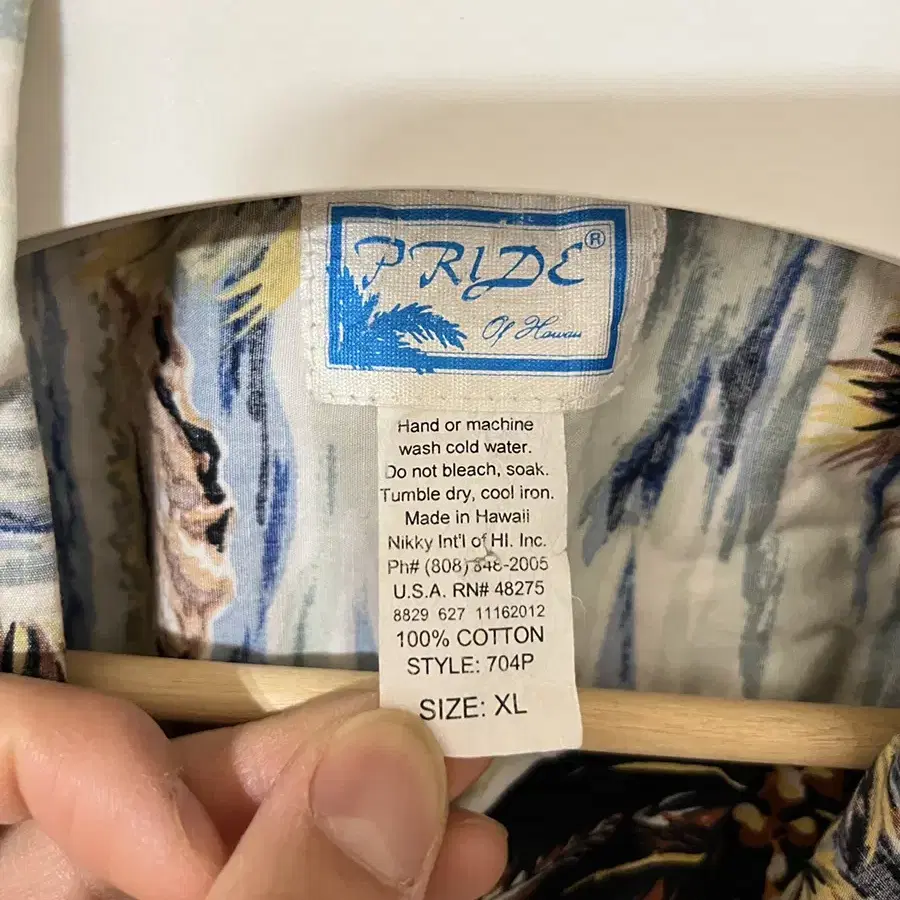 PRIDE®
Of Hawaii
Hand or machine
wash cold water.
Do not bleach, soak.
Tumble dry, cool iron.
Made in Hawaii
Nikky Int'l of HI. Inc.
Ph# (808) 848-2005
U.S.A. RN# 48275
8829 627 11162012
100% COTTON
STYLE: 704P
SIZE: XL